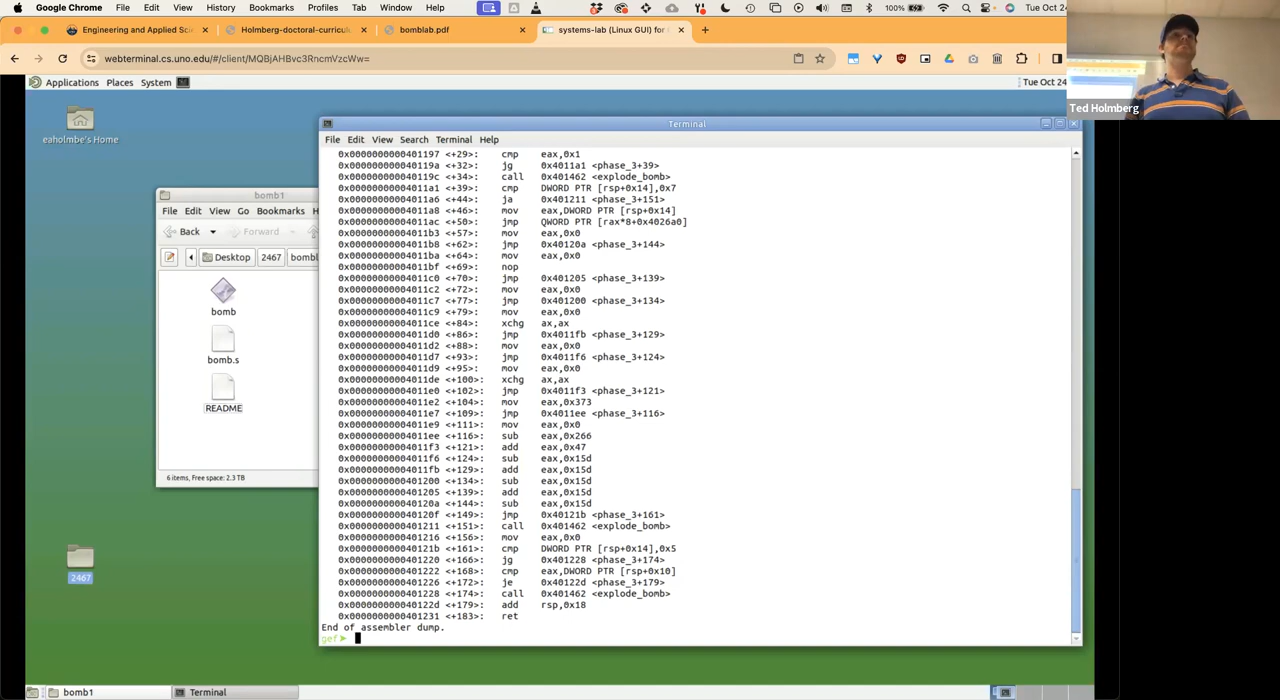 Google Chrome File Edit View History Bookmarks Profiles Tab Window Help 100% Tue Oct 24
Engineering and Applied Scie Holmberg-doctoral-curriculu bomblab.pdf systems-lab (Linux GUI) for
webterminal.cs.uno.edu/#/client/MQBjAHBvc3RncmVzcWw=
Ted Holmberg
Applications Places System Tue Oct 24
eaholmbe's Home
Terminal
File Edit View Search Terminal Help
0x0000000000401197 <+29>: cmp eax,0x1
0x000000000040119a <+32>: jg 0x4011a1 <phase_3+39>
0x000000000040119c <+34>: call 0x401462 <explode_bomb>
0x00000000004011a1 <+39>: cmp DWORD PTR [rsp+0x14],0x7
0x00000000004011a6 <+44>: ja 0x401211 <phase_3+151>
0x00000000004011a8 <+46>: mov eax,DWORD PTR [rsp+0x14]
0x00000000004011ac <+50>: jmp QWORD PTR [rax*8+0x4026a0]
0x00000000004011b3 <+57>: mov eax,0x0
0x00000000004011b8 <+62>: jmp 0x40120a <phase_3+144>
0x00000000004011ba <+64>: mov eax,0x0
0x00000000004011bf <+69>: nop
0x00000000004011c0 <+70>: jmp 0x401205 <phase_3+139>
0x00000000004011c2 <+72>: mov eax,0x0
0x00000000004011c7 <+77>: jmp 0x401200 <phase_3+134>
0x00000000004011c9 <+79>: mov eax,0x0
0x00000000004011ce <+84>: xchg ax,ax
0x00000000004011d0 <+86>: jmp 0x4011fb <phase_3+129>
0x00000000004011d2 <+88>: mov eax,0x0
0x00000000004011d7 <+93>: jmp 0x4011f6 <phase_3+124>
0x00000000004011d9 <+95>: mov eax,0x0
0x00000000004011de <+100>: xchg ax,ax
0x00000000004011e0 <+102>: jmp 0x4011f3 <phase_3+121>
0x00000000004011e2 <+104>: mov eax,0x373
0x00000000004011e7 <+109>: jmp 0x4011ee <phase_3+116>
0x00000000004011e9 <+111>: mov eax,0x0
0x00000000004011ee <+116>: sub eax,0x266
0x00000000004011f3 <+121>: add eax,0x47
0x00000000004011f6 <+124>: sub eax,0x15d
0x00000000004011fb <+129>: add eax,0x15d
0x0000000000401200 <+134>: sub eax,0x15d
0x0000000000401205 <+139>: add eax,0x15d
0x000000000040120a <+144>: sub eax,0x15d
0x000000000040120f <+149>: jmp 0x40121b <phase_3+161>
0x0000000000401211 <+151>: call 0x401462 <explode_bomb>
0x0000000000401216 <+156>: mov eax,0x0
0x000000000040121b <+161>: cmp DWORD PTR [rsp+0x14],0x5
0x0000000000401220 <+166>: jg 0x401228 <phase_3+174>
0x0000000000401222 <+168>: cmp eax,DWORD PTR [rsp+0x10]
0x0000000000401226 <+172>: je 0x40122d <phase_3+179>
0x0000000000401228 <+174>: call 0x401462 <explode_bomb>
0x000000000040122d <+179>: add rsp,0x18
0x0000000000401231 <+183>: ret
End of assembler dump.
gef➤
bomb1
File Edit View Go Bookmarks H
Back Forward
Desktop 2467 bombl
bomb
bomb.s
README
6 items, Free space: 2.3 TB
2467
bomb1 Terminal